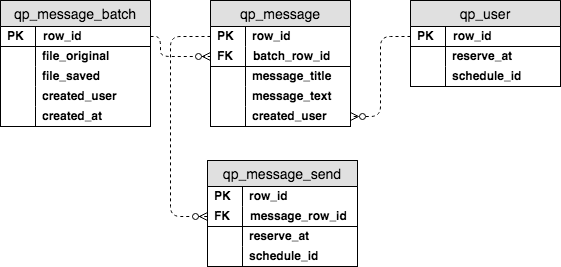 qp_message_batch
PK row_id
file_original
file_saved
created_user
created_at
qp_message
PK row_id
FK batch_row_id
message_title
message_text
created_user
qp_user
PK row_id
reserve_at
schedule_id
qp_message_send
PK row_id
FK message_row_id
reserve_at
schedule_id